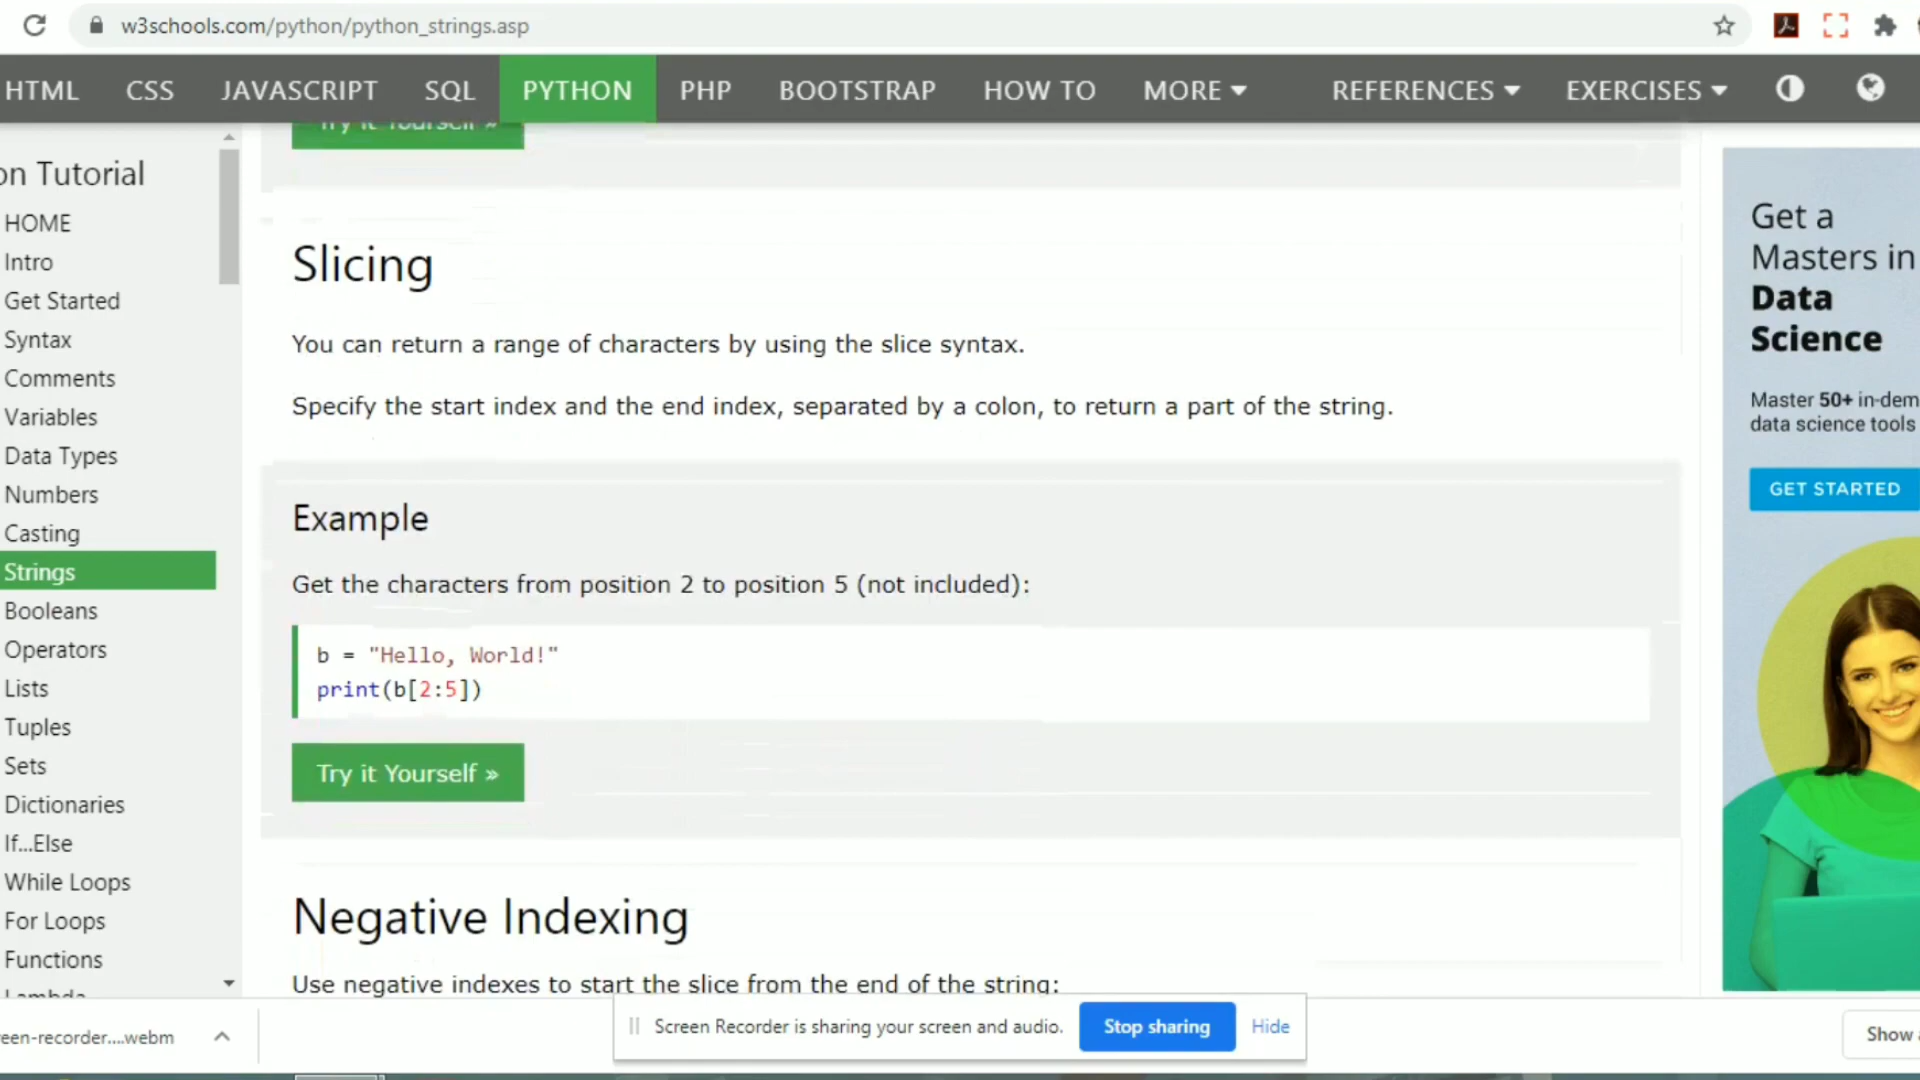 w3schools.com/python/python_strings.asp
HTML CSS JAVASCRIPT SQL PYTHON PHP BOOTSTRAP HOW TO MORE REFERENCES EXERCISES
on Tutorial
HOME
Intro
Get Started
Syntax
Comments
Variables
Data Types
Numbers
Casting
Strings
Booleans
Operators
Lists
Tuples
Sets
Dictionaries
If...Else
While Loops
For Loops
Functions
Lambda
Try it Yourself »
Slicing
You can return a range of characters by using the slice syntax.
Specify the start index and the end index, separated by a colon, to return a part of the string.
Example
Get the characters from position 2 to position 5 (not included):
b = "Hello, World!"
print(b[2:5])
Try it Yourself »
Negative Indexing
Use negative indexes to start the slice from the end of the string:
Get a
Masters in
Data
Science
Master 50+ in-dem
data science tools
GET STARTED
een-recorder....webm
Screen Recorder is sharing your screen and audio. Stop sharing Hide
Show a